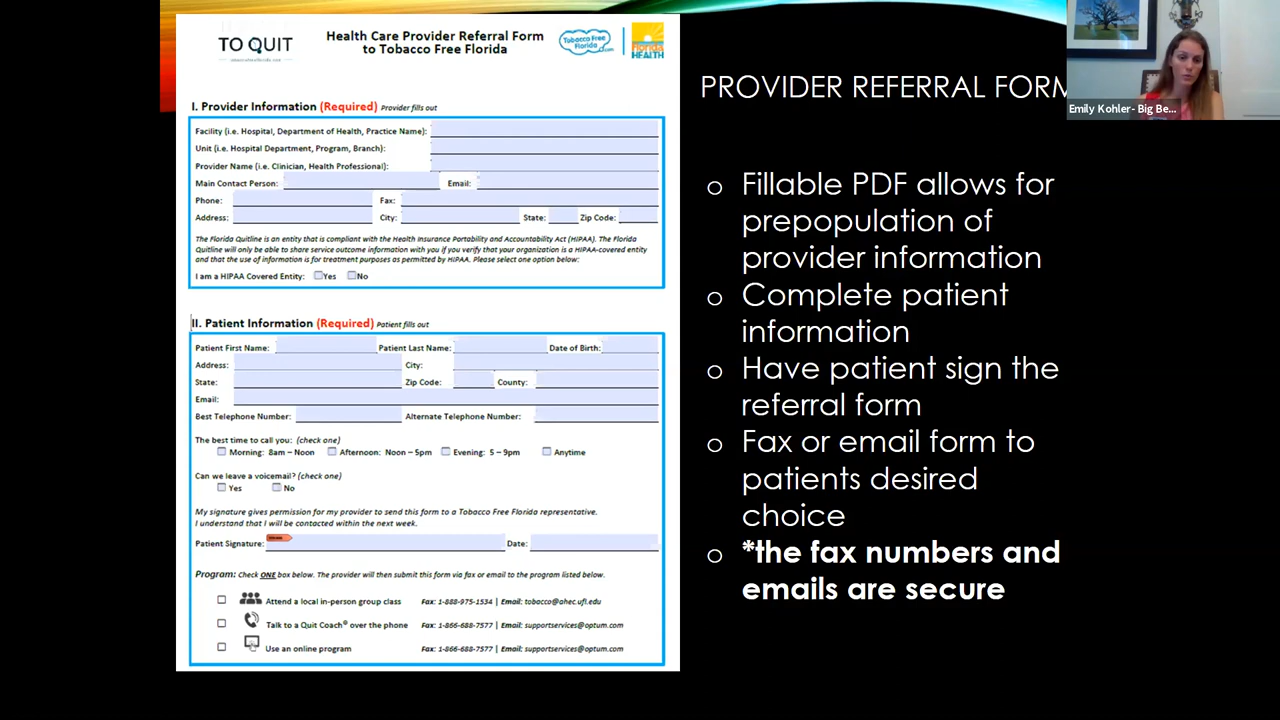 TO QUIT
Health Care Provider Referral Form
to Tobacco Free Florida
Tobacco Free
Florida
.com
Florida
HEALTH
I. Provider Information (Required) Provider fills out
Facility (i.e. Hospital, Department of Health, Practice Name):
Unit (i.e. Hospital Department, Program, Branch):
Provider Name (i.e. Clinician, Health Professional):
Main Contact Person: Email:
Phone: Fax:
Address: City: State: Zip Code:
The Florida Quitline is an entity that is compliant with the Health Insurance Portability and Accountability Act (HIPAA). The Florida
Quitline will only be able to share service outcome information with you if you verify that your organization is a HIPAA-covered entity
and that the use of information is for treatment purposes as permitted by HIPAA. Please select one option below:
I am a HIPAA Covered Entity: Yes No
II. Patient Information (Required) Patient fills out
Patient First Name: Patient Last Name: Date of Birth:
Address: City:
State: Zip Code: County:
Email:
Best Telephone Number: Alternate Telephone Number:
The best time to call you: (check one)
Morning: 8am – Noon Afternoon: Noon – 5pm Evening: 5 – 9pm Anytime
Can we leave a voicemail? (check one)
Yes No
My signature gives permission for my provider to send this form to a Tobacco Free Florida representative.
I understand that I will be contacted within the next week.
Patient Signature: Date:
Program: Check ONE box below. The provider will then submit this form via fax or email to the program listed below.
Attend a local in-person group class Fax: 1-888-975-1534 | Email: tobacco@ahec.ufl.edu
Talk to a Quit Coach® over the phone Fax: 1-866-688-7577 | Email: supportservices@optum.com
Use an online program Fax: 1-866-688-7577 | Email: supportservices@optum.com
PROVIDER REFERRAL FORM
Emily Kohler- Big Be...
o Fillable PDF allows for
prepopulation of
provider information
o Complete patient
information
o Have patient sign the
referral form
o Fax or email form to
patients desired
choice
o *the fax numbers and
emails are secure